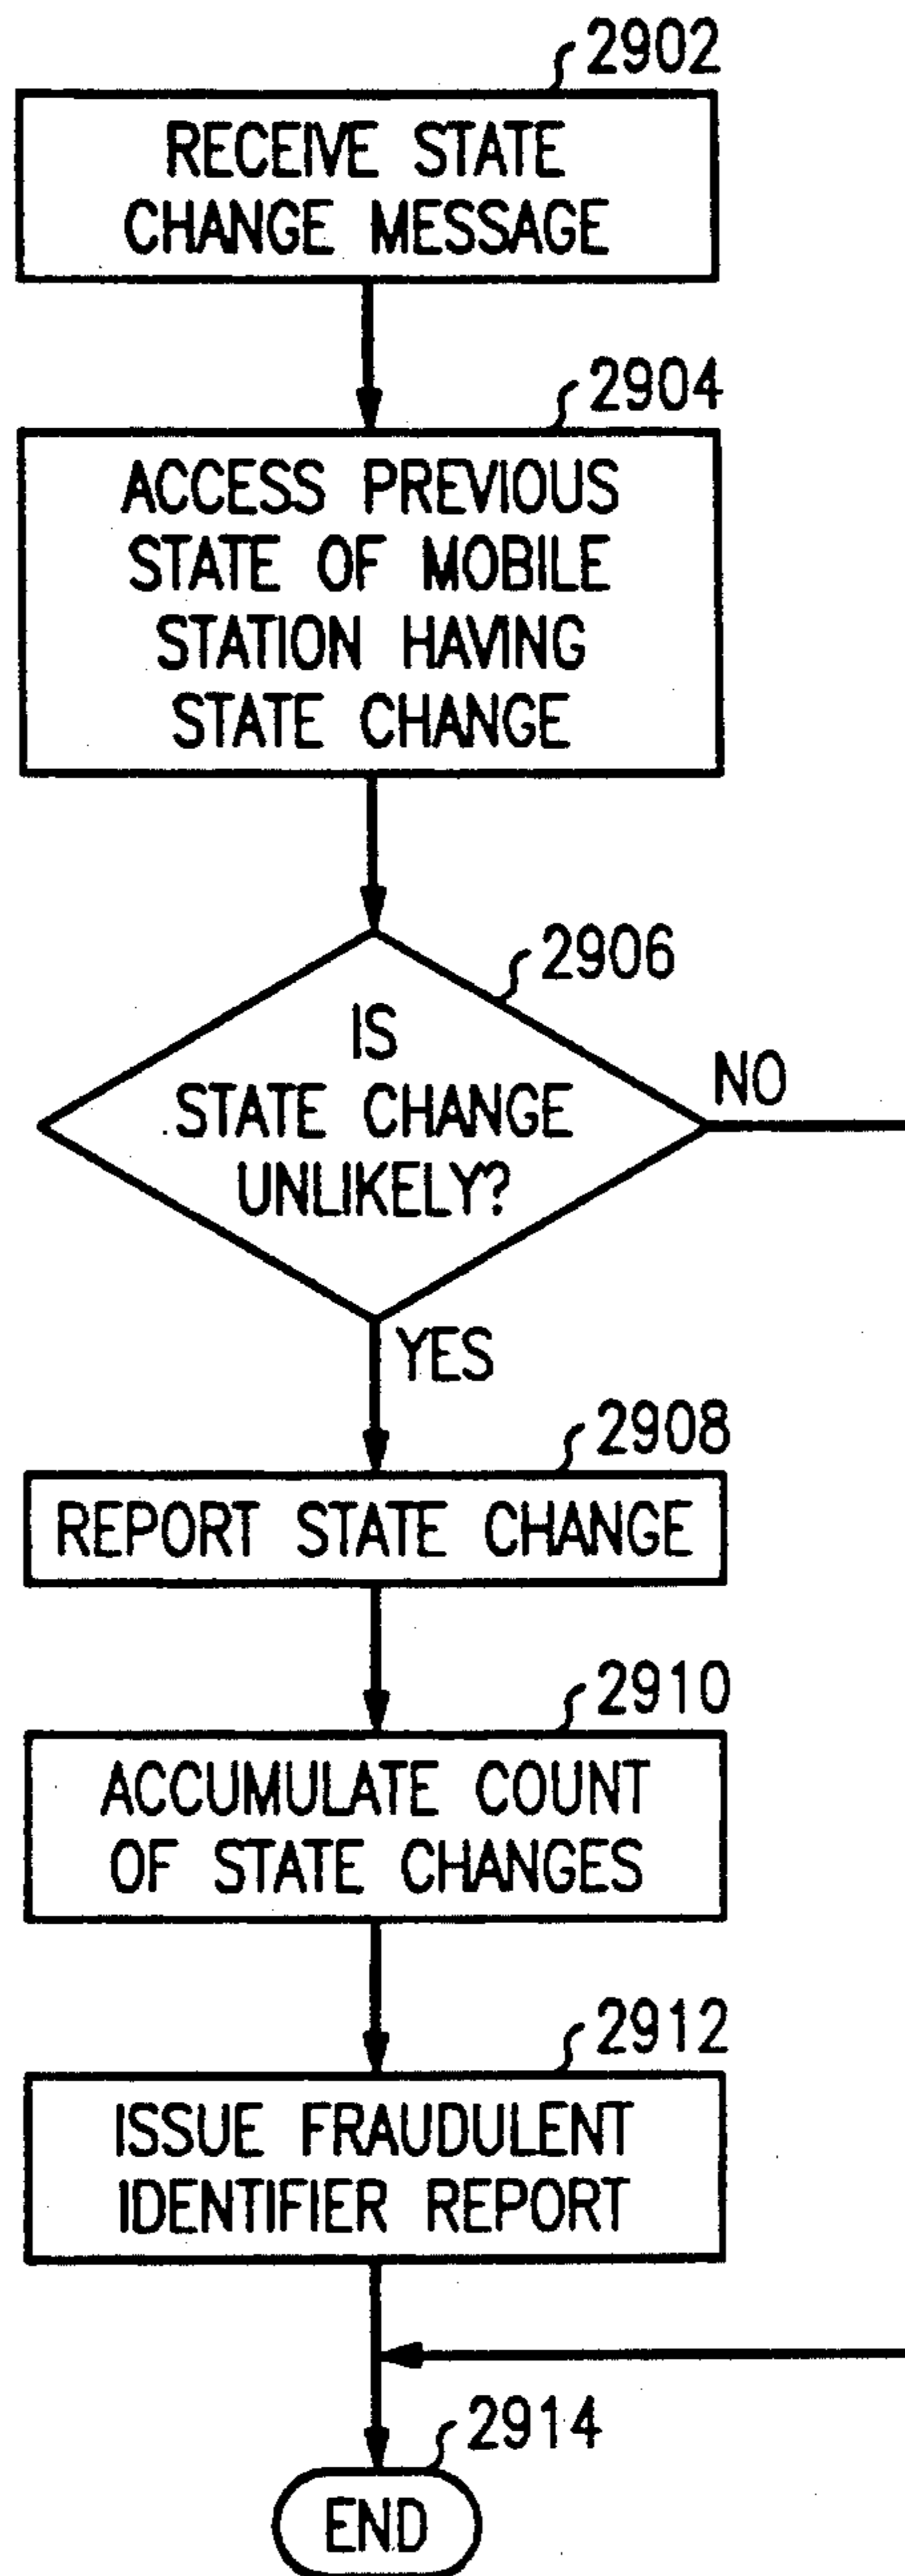 2902
RECEIVE STATE
CHANGE MESSAGE
2904
ACCESS PREVIOUS
STATE OF MOBILE
STATION HAVING
STATE CHANGE
2906
IS
STATE CHANGE
UNLIKELY?
NO
YES
2908
REPORT STATE CHANGE
2910
ACCUMULATE COUNT
OF STATE CHANGES
2912
ISSUE FRAUDULENT
IDENTIFIER REPORT
2914
END